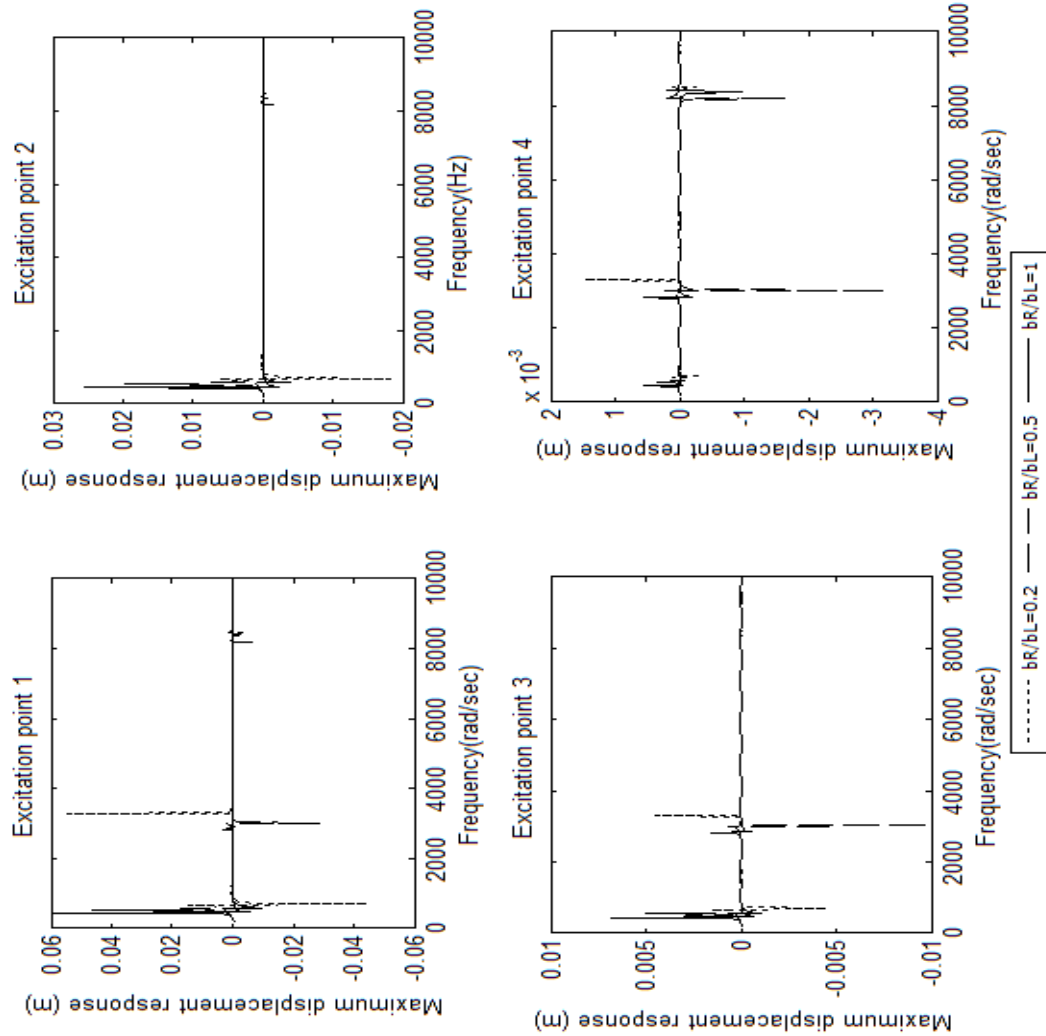 Excitation point 1
0.06
0.04
0.02
0
-0.02
-0.04
-0.06
Maximum displacement response
(m)
0
2000
4000
6000
8000
10000
Frequency(rad/sec)
Excitation point 2
0.03
0.02
0.01
0
-0.01
-0.02
Maximum displacement response
(m)
0
2000
4000
6000
8000
10000
Frequency(Hz)
Excitation point 3
0.01
0.005
0
-0.005
-0.01
Maximum displacement response
(m)
0
2000
4000
6000
8000
10000
Frequency(rad/sec)
Excitation point 4
x 10-3
2
1
0
-1
-2
-3
-4
Maximum displacement response
(m)
0
2000
4000
6000
8000
10000
Frequency(rad/sec)
bR/bL=0.2 bR/bL=0.5 bR/bL=1